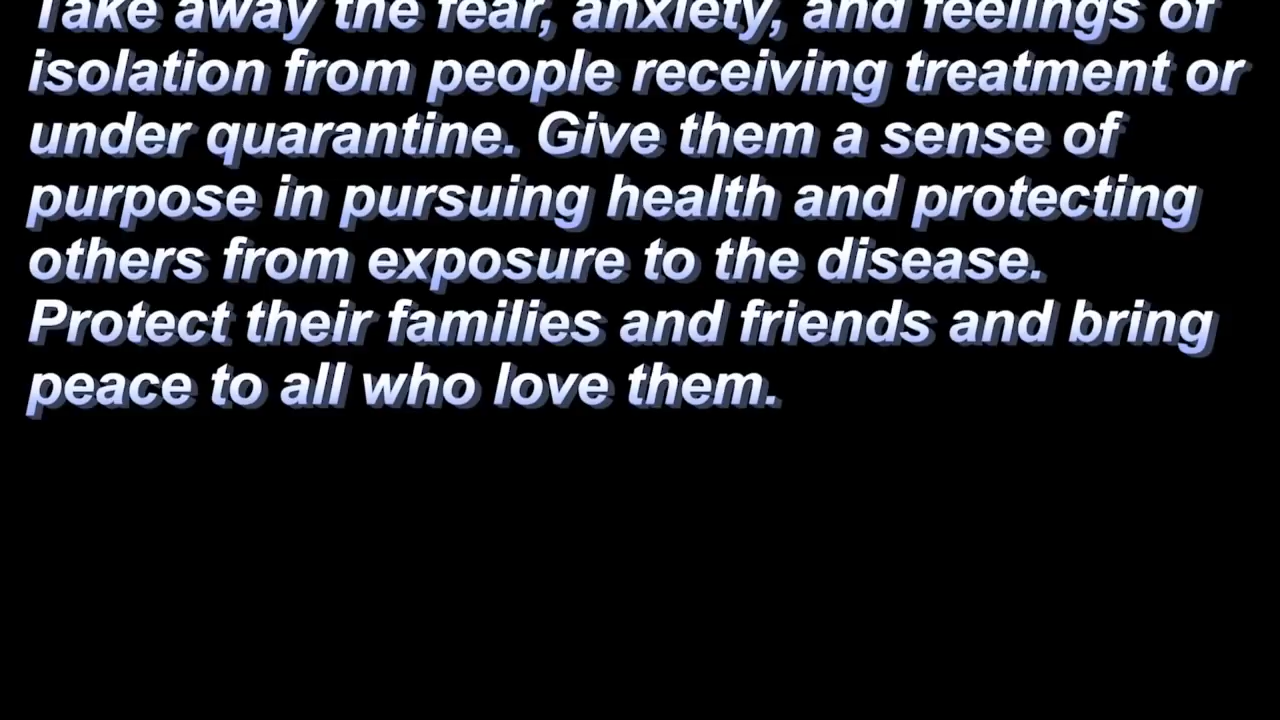 Take away the fear, anxiety, and feelings of
isolation from people receiving treatment or
under quarantine. Give them a sense of
purpose in pursuing health and protecting
others from exposure to the disease.
Protect their families and friends and bring
peace to all who love them.